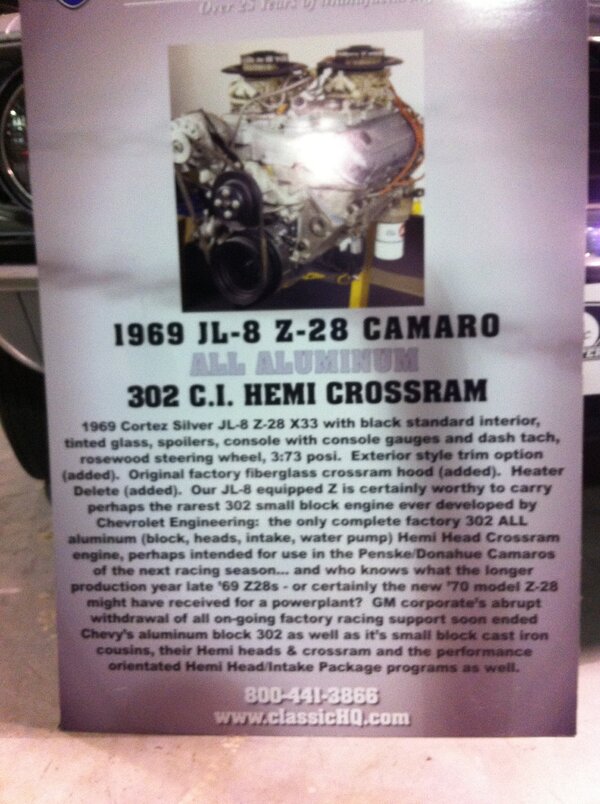 Over 25 Years of
1969 JL-8 Z-28 CAMARO
ALL ALUMINUM
302 C.I. HEMI CROSSRAM
1969 Cortez Silver JL-8 Z-28 X33 with black standard interior,
tinted glass, spoilers, console with console gauges and dash tach,
rosewood steering wheel, 3:73 posi. Exterior style trim option
(added). Original factory fiberglass crossram hood (added). Heater
Delete (added). Our JL-8 equipped Z is certainly worthy to carry
perhaps the rarest 302 small block engine ever developed by
Chevrolet Engineering: the only complete factory 302 ALL
aluminum (block, heads, intake, water pump) Hemi Head Crossram
engine, perhaps intended for use in the Penske/Donahue Camaros
of the next racing season... and who knows what the longer
production year late '69 Z28s - or certainly the new '70 model Z-28
might have received for a powerplant? GM corporate's abrupt
withdrawal of all on-going factory racing support soon ended
Chevy's aluminum block 302 as well as it's small block cast iron
cousins, their Hemi heads & crossram and the performance
orientated Hemi Head/Intake Package programs as well.
800-441-3866
www.classicHQ.com